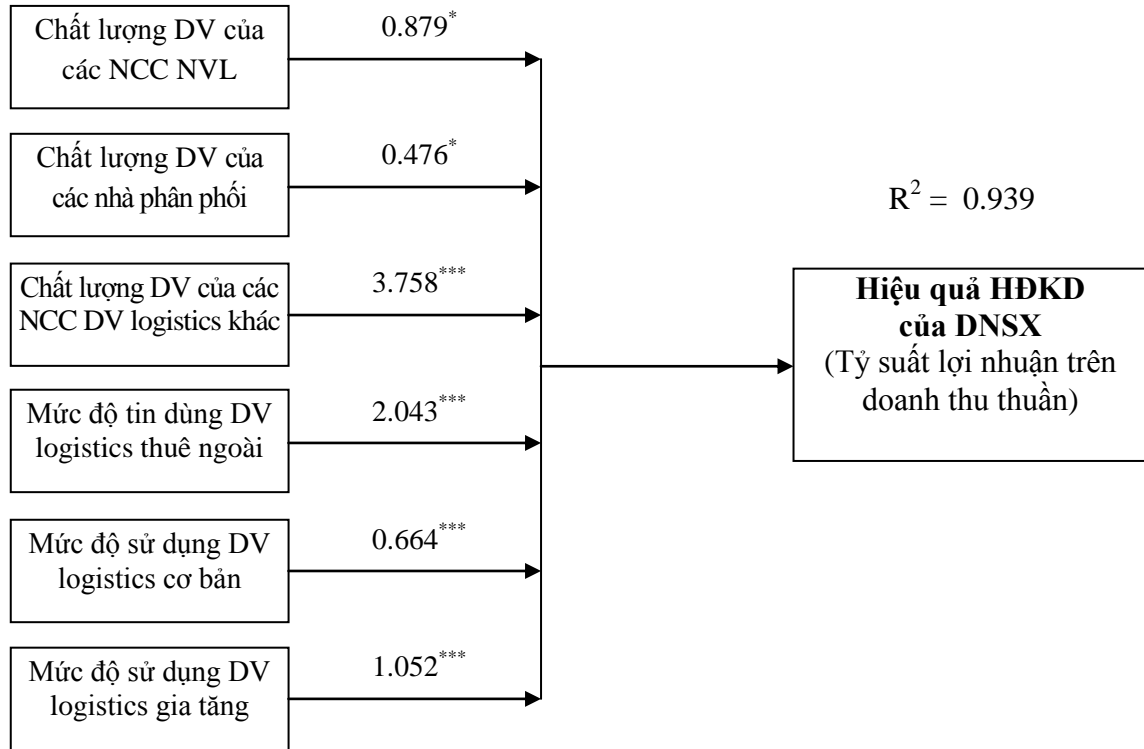 Chất lượng DV của
các NCC NVL
0.879*
Chất lượng DV của
các nhà phân phối
0.476*
R² = 0.939
Chất lượng DV của các
NCC DV logistics khác
3.758***
Hiệu quả HĐKD
của DNSX
(Tỷ suất lợi nhuận trên
doanh thu thuần)
Mức độ tin dùng DV
logistics thuê ngoài
2.043***
Mức độ sử dụng DV
logistics cơ bản
0.664***
Mức độ sử dụng DV
logistics gia tăng
1.052***